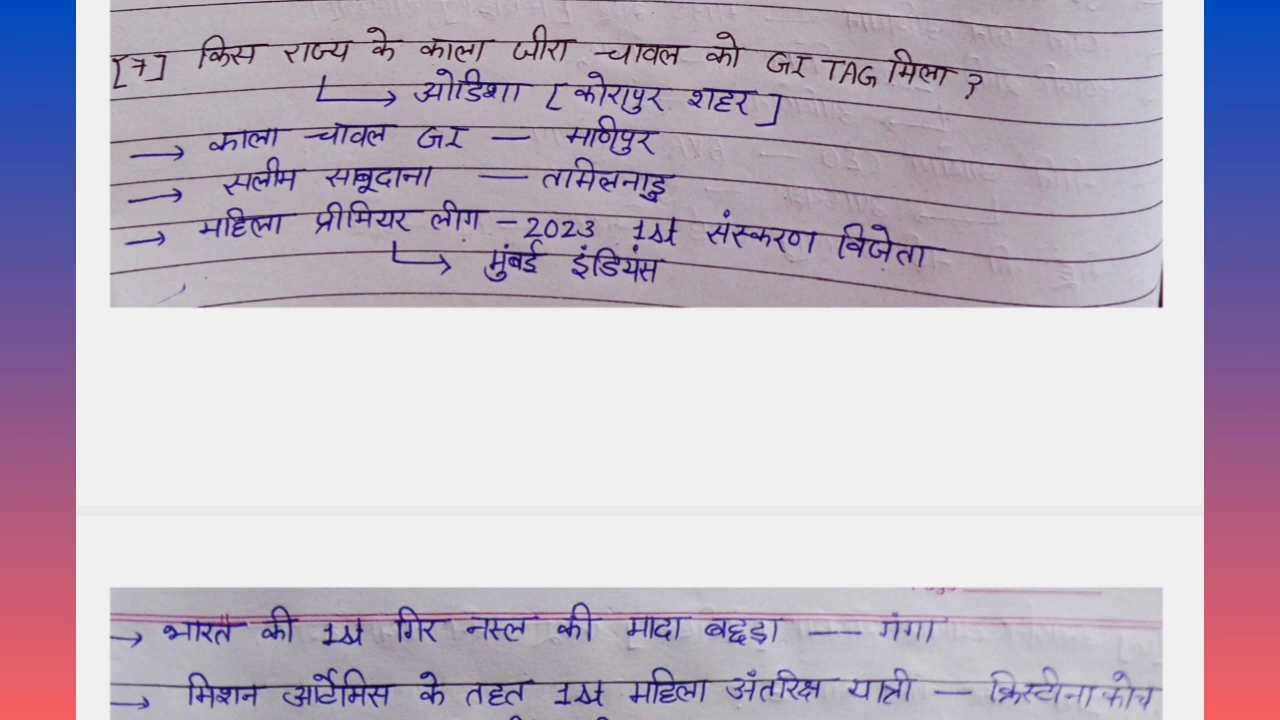 [7] किस राज्य के काला जीरा चावल को GI TAG मिला ?
ओडिशा [ कोरापुर शहर ]
→ काला चावल GI — मणिपुर
→ सलीम साबूदाना — तामिलनाडु
→ महिला प्रीमियर लीग - 2023 1st संस्करण विजेता
मुंबई इंडियंस
→ भारत की 1st गिर नस्ल की मादा बछड़ा — गंगा
→ मिशन आर्टेमिस के तहत 1st महिला अंतरिक्ष यात्री — क्रिस्टीना कोच